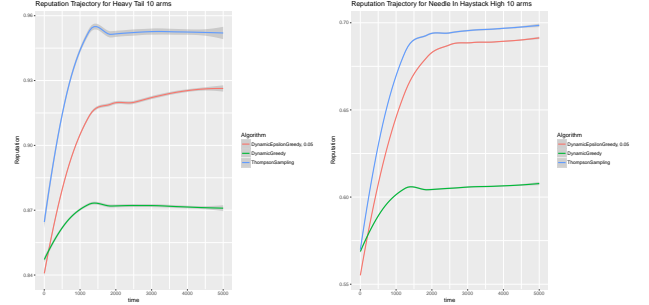 Reputation Trajectory for Heavy Tail 10 arms
0.96
0.93
0.90
0.87
0.84
Reputation
0
1000
2000
3000
4000
5000
time
Algorithm
DynamicEpsilonGreedy, 0.05
DynamicGreedy
ThompsonSampling
Reputation Trajectory for Needle In Haystack High 10 arms
0.70
0.65
0.60
0.55
Reputation
0
1000
2000
3000
4000
5000
time
Algorithm
DynamicEpsilonGreedy, 0.05
DynamicGreedy
ThompsonSampling